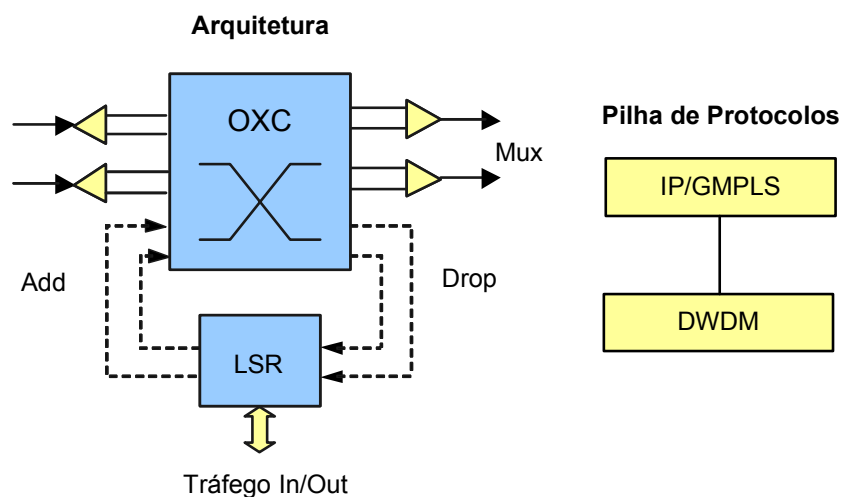 Arquitetura
OXC
Mux
Add
Drop
LSR
Tráfego In/Out
Pilha de Protocolos
IP/GMPLS
DWDM